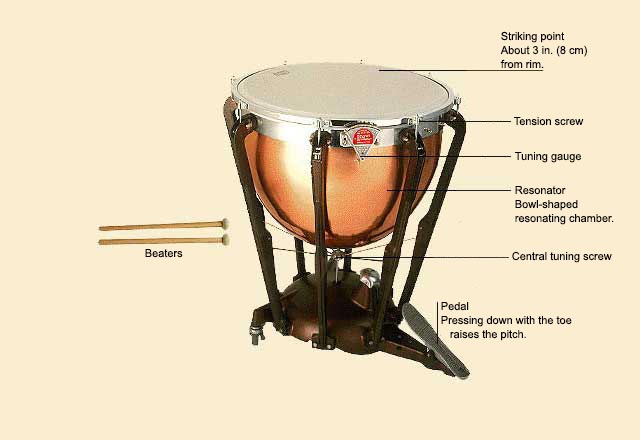 Striking point
About 3 in. (8 cm)
from rim.
Tension screw
Tuning gauge
Resonator
Bowl-shaped
resonating chamber.
Beaters
Central tuning screw
Pedal
Pressing down with the toe
raises the pitch.